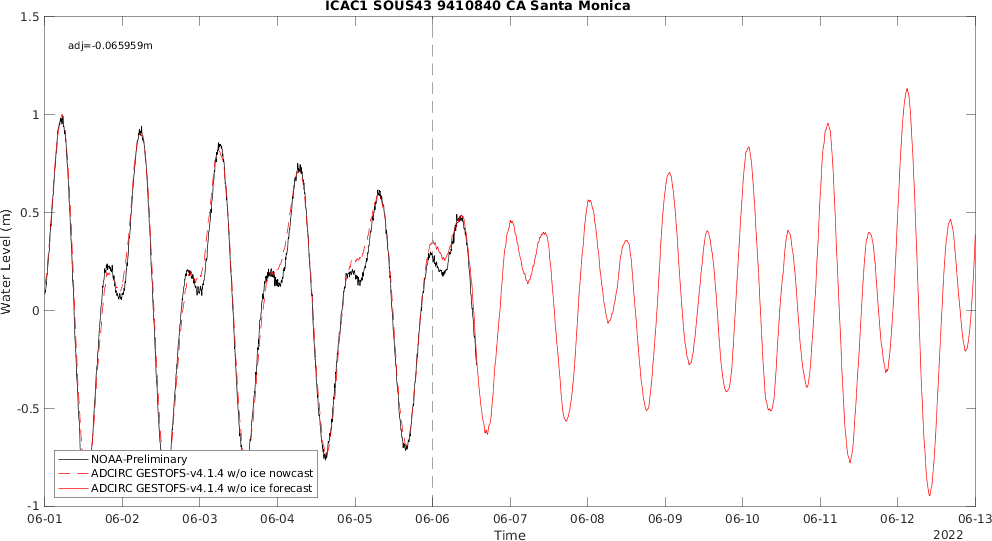 ICAC1 SOUS43 9410840 CA Santa Monica
1.5
adj=-0.065959m
1
0.5
Water Level (m)
0
-0.5
NOAA-Preliminary
ADCIRC GESTOFS-v4.1.4 w/o ice nowcast
ADCIRC GESTOFS-v4.1.4 w/o ice forecast
-1
06-01 06-02 06-03 06-04 06-05 06-06 06-07 06-08 06-09 06-10 06-11 06-12 06-13
Time
2022